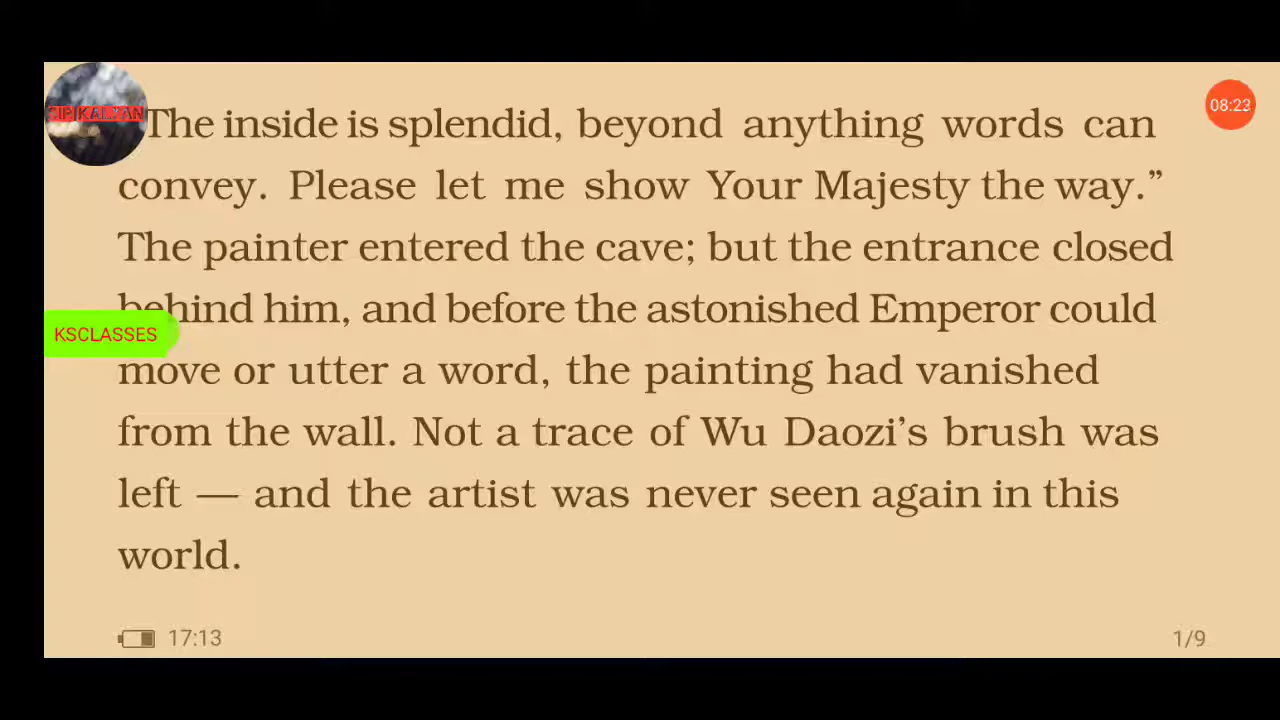 The inside is splendid, beyond anything words can
convey. Please let me show Your Majesty the way.”
The painter entered the cave; but the entrance closed
behind him, and before the astonished Emperor could
move or utter a word, the painting had vanished
from the wall. Not a trace of Wu Daozi’s brush was
left — and the artist was never seen again in this
world.
KSCLASSES
08:23
17:13
1/9